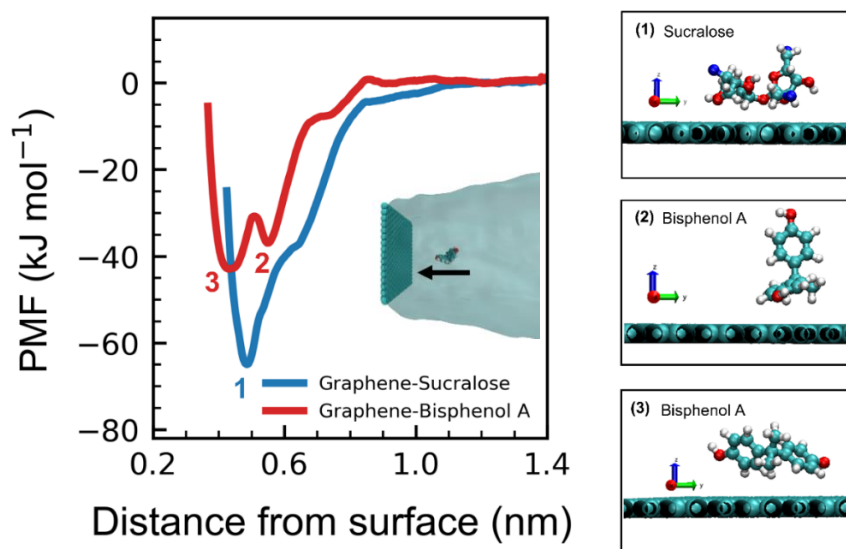 PMF (kJ mol⁻¹)
0
−20
−40
−60
−80
3
2
1
Graphene-Sucralose
Graphene-Bisphenol A
0.2 0.6 1.0 1.4
Distance from surface (nm)
(1) Sucralose
z
y
(2) Bisphenol A
z
y
(3) Bisphenol A
z
y